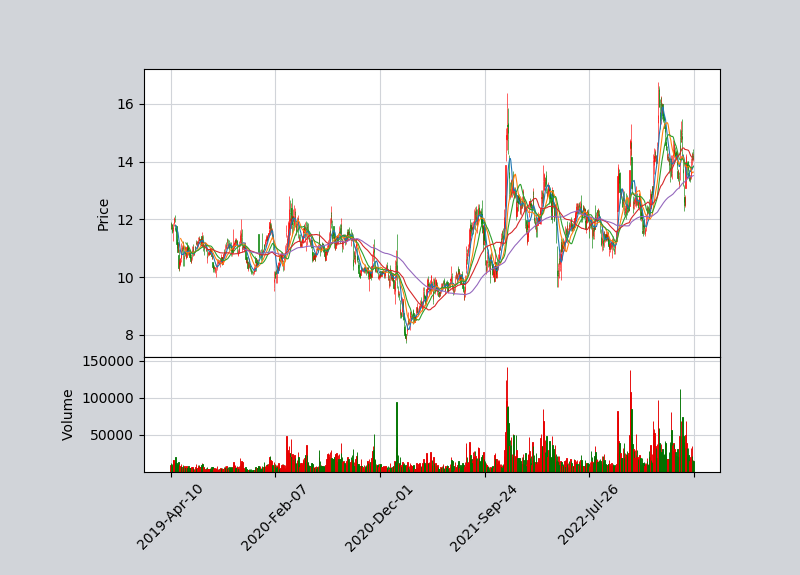 16
14
12
10
8
Price
150000
100000
50000
Volume
2019-Apr-10
2020-Feb-07
2020-Dec-01
2021-Sep-24
2022-Jul-26